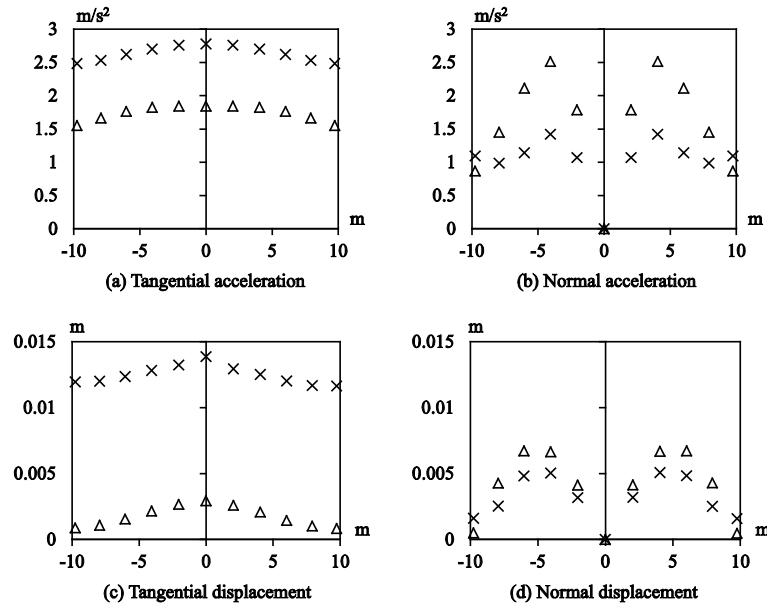 m/s²
3
2.5
2
1.5
1
0.5
0
-10 -5 0 5 10
m
(a) Tangential acceleration
m/s²
3
2.5
2
1.5
1
0.5
0
-10 -5 0 5 10
m
(b) Normal acceleration
m
0.015
0.01
0.005
0
-10 -5 0 5 10
m
(c) Tangential displacement
m
0.015
0.01
0.005
0
-10 -5 0 5 10
m
(d) Normal displacement